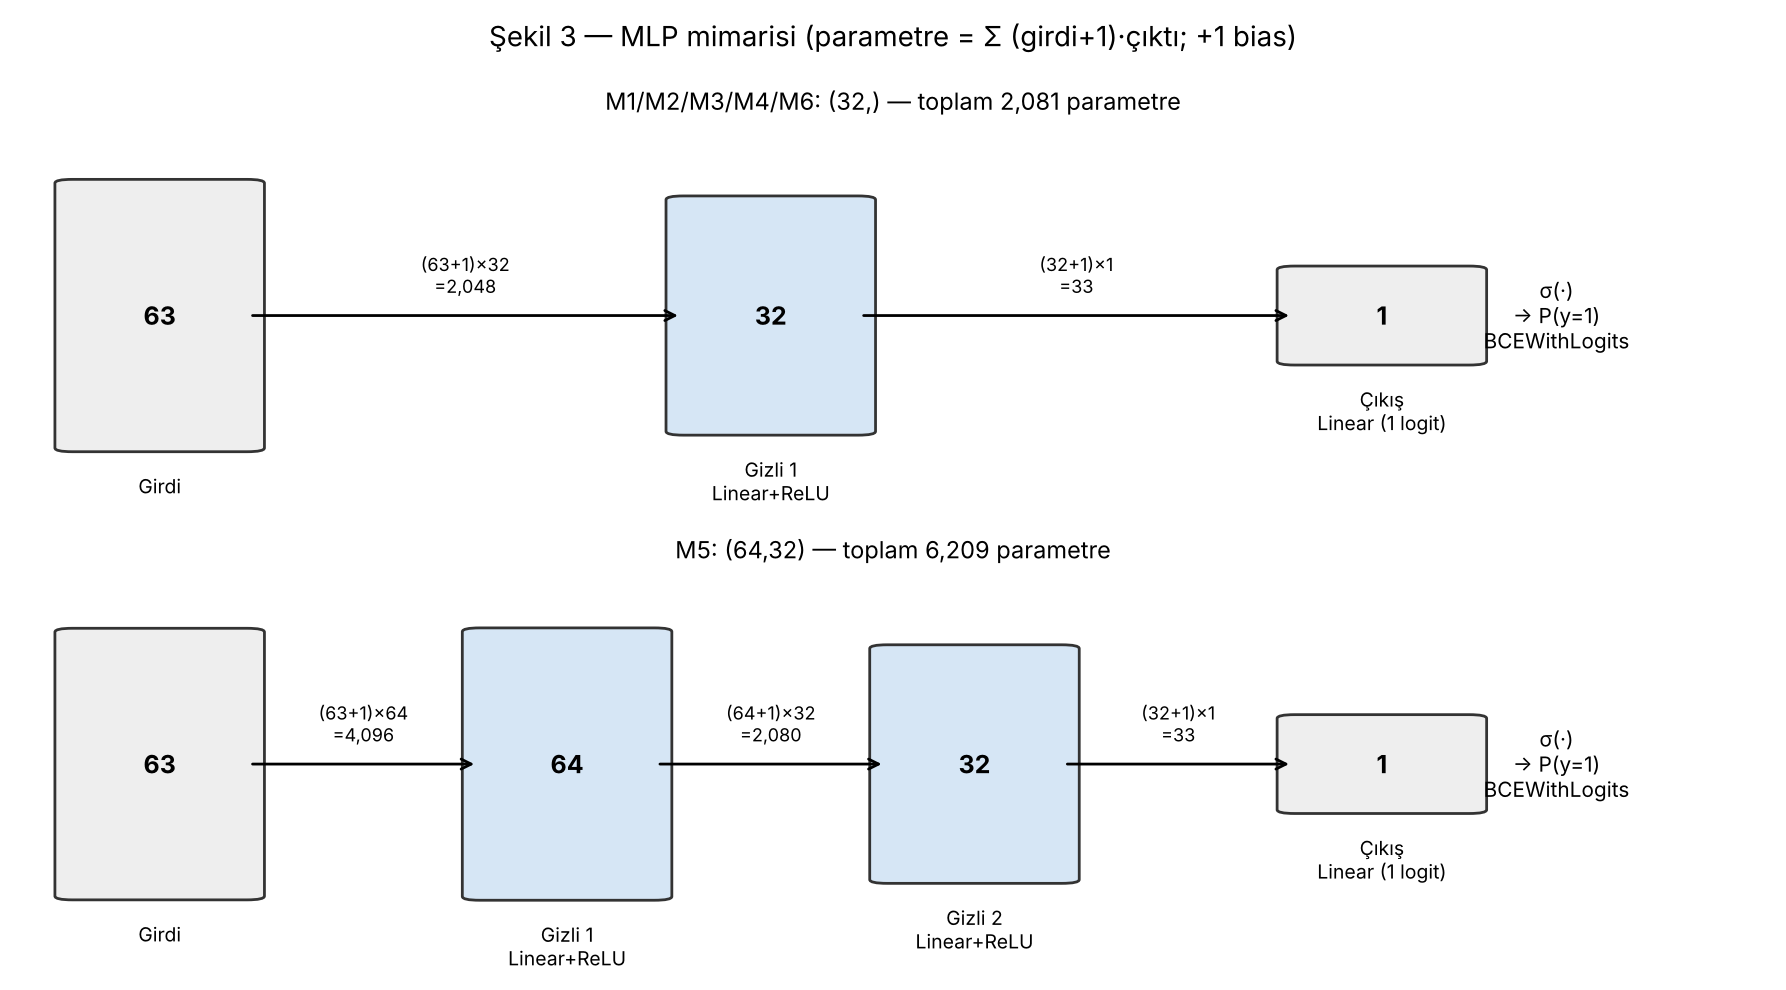 Şekil 3 — MLP mimarisi (parametre = Σ (girdi+1)·çıktı; +1 bias)
M1/M2/M3/M4/M6: (32,) — toplam 2,081 parametre
63
Girdi
(63+1)×32
=2,048
32
Gizli 1
Linear+ReLU
(32+1)×1
=33
1
Çıkış
Linear (1 logit)
σ(·)
→ P(y=1)
BCEWithLogits
M5: (64,32) — toplam 6,209 parametre
63
Girdi
(63+1)×64
=4,096
64
Gizli 1
Linear+ReLU
(64+1)×32
=2,080
32
Gizli 2
Linear+ReLU
(32+1)×1
=33
1
Çıkış
Linear (1 logit)
σ(·)
→ P(y=1)
BCEWithLogits